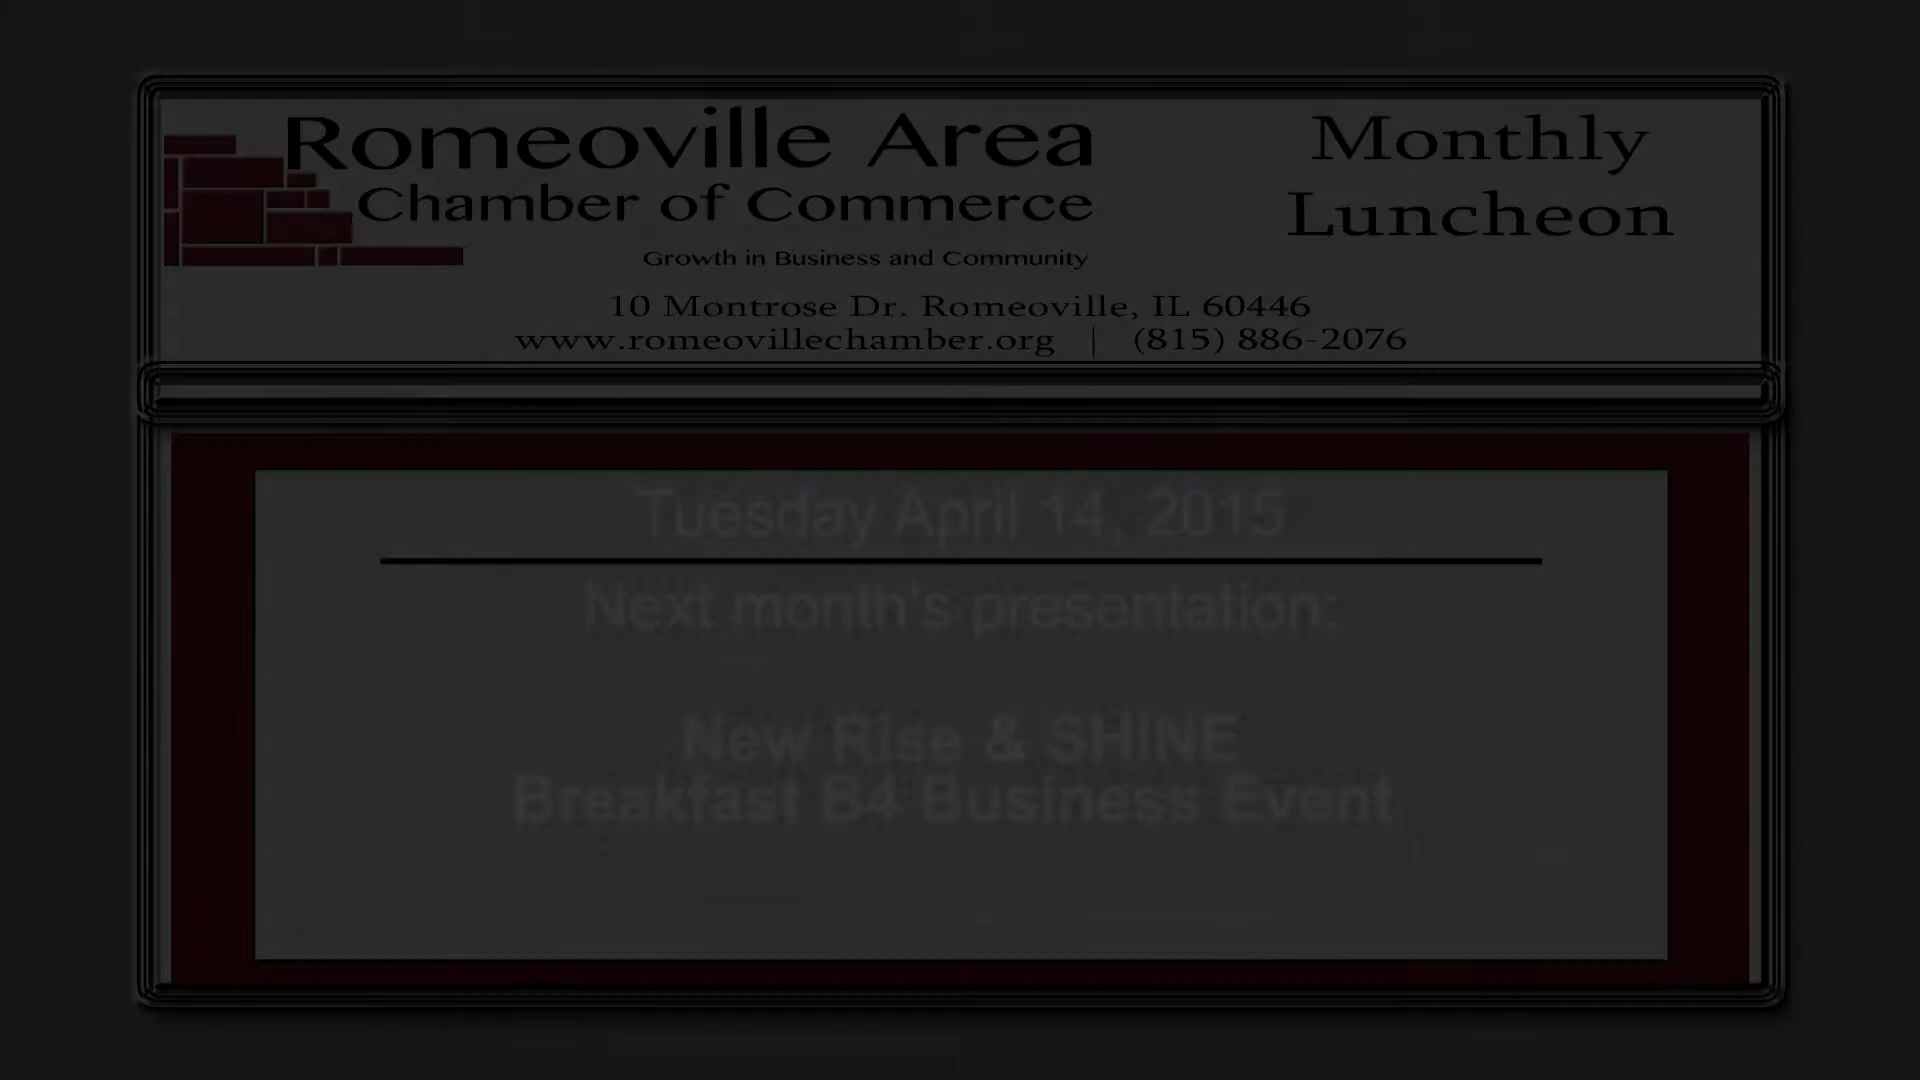 Romeoville Area
Chamber of Commerce
Growth in Business and Community
Monthly
Luncheon
10 Montrose Dr. Romeoville, IL 60446
www.romeovillechamber.org | (815) 886-2076
Tuesday April 14, 2015
Next month's presentation:
New Rise & SHINE
Breakfast B4 Business Event